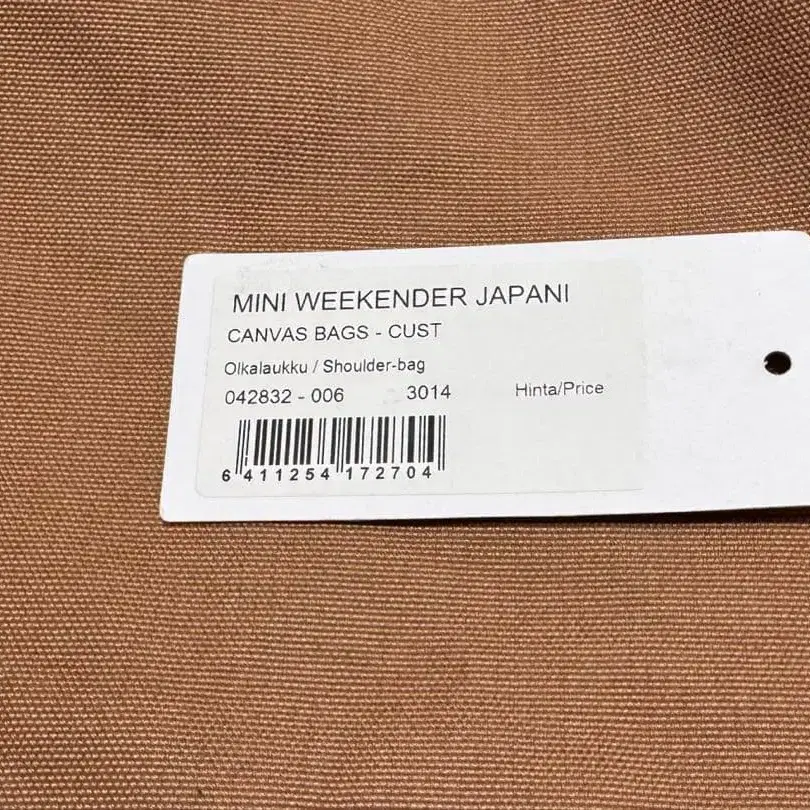 MINI WEEKENDER JAPANI
CANVAS BAGS - CUST
Olkalaukku / Shoulder-bag
042832 - 006 3014 Hinta/Price
6 411254 172704